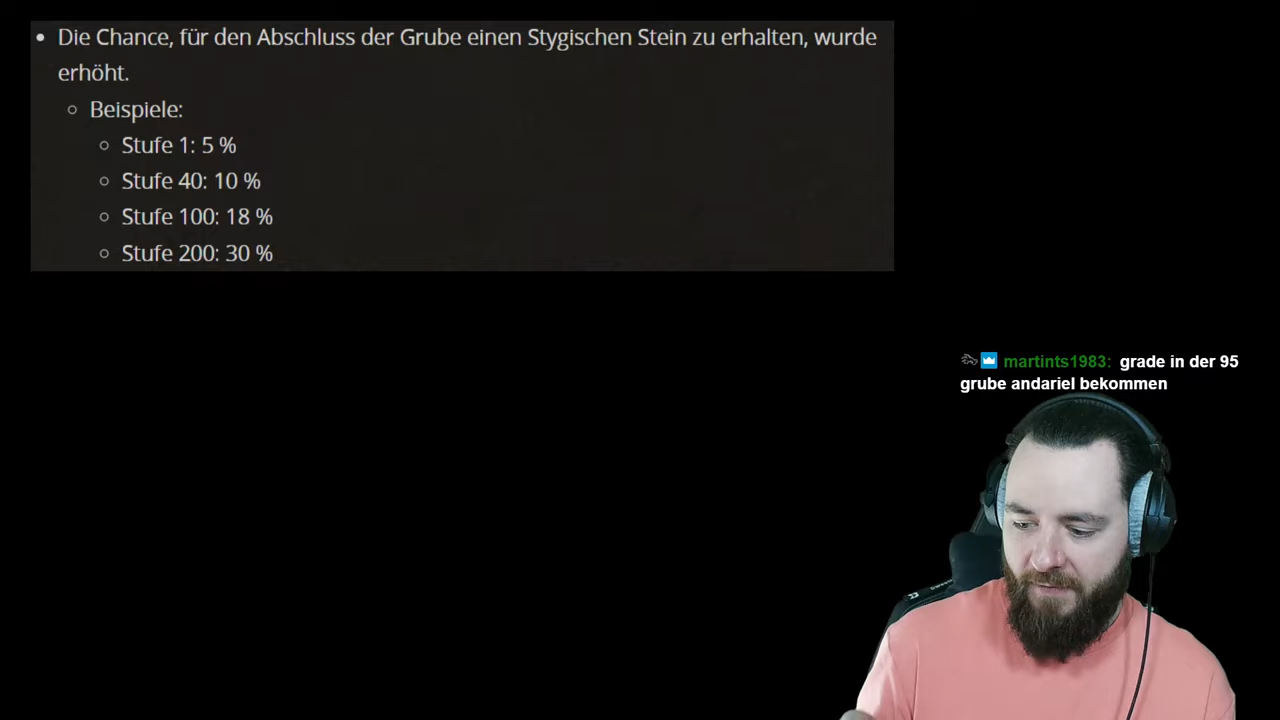 Die Chance, für den Abschluss der Grube einen Stygischen Stein zu erhalten, wurde
erhöht.
Beispiele:
Stufe 1: 5 %
Stufe 40: 10 %
Stufe 100: 18 %
Stufe 200: 30 %
martints1983: grade in der 95
grube andariel bekommen